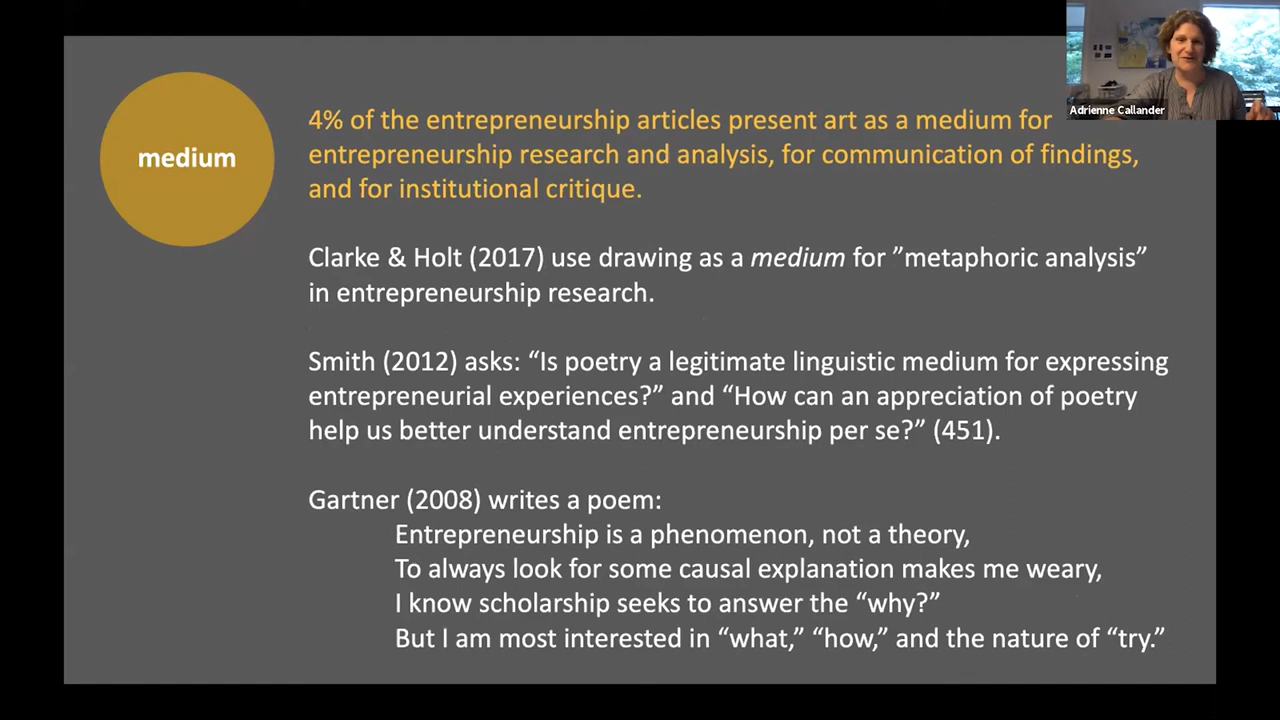 Adrienne Callander
medium
4% of the entrepreneurship articles present art as a medium for
entrepreneurship research and analysis, for communication of findings,
and for institutional critique.
Clarke & Holt (2017) use drawing as a medium for ”metaphoric analysis”
in entrepreneurship research.
Smith (2012) asks: “Is poetry a legitimate linguistic medium for expressing
entrepreneurial experiences?” and “How can an appreciation of poetry
help us better understand entrepreneurship per se?” (451).
Gartner (2008) writes a poem:
Entrepreneurship is a phenomenon, not a theory,
To always look for some causal explanation makes me weary,
I know scholarship seeks to answer the “why?”
But I am most interested in “what,” “how,” and the nature of “try.”